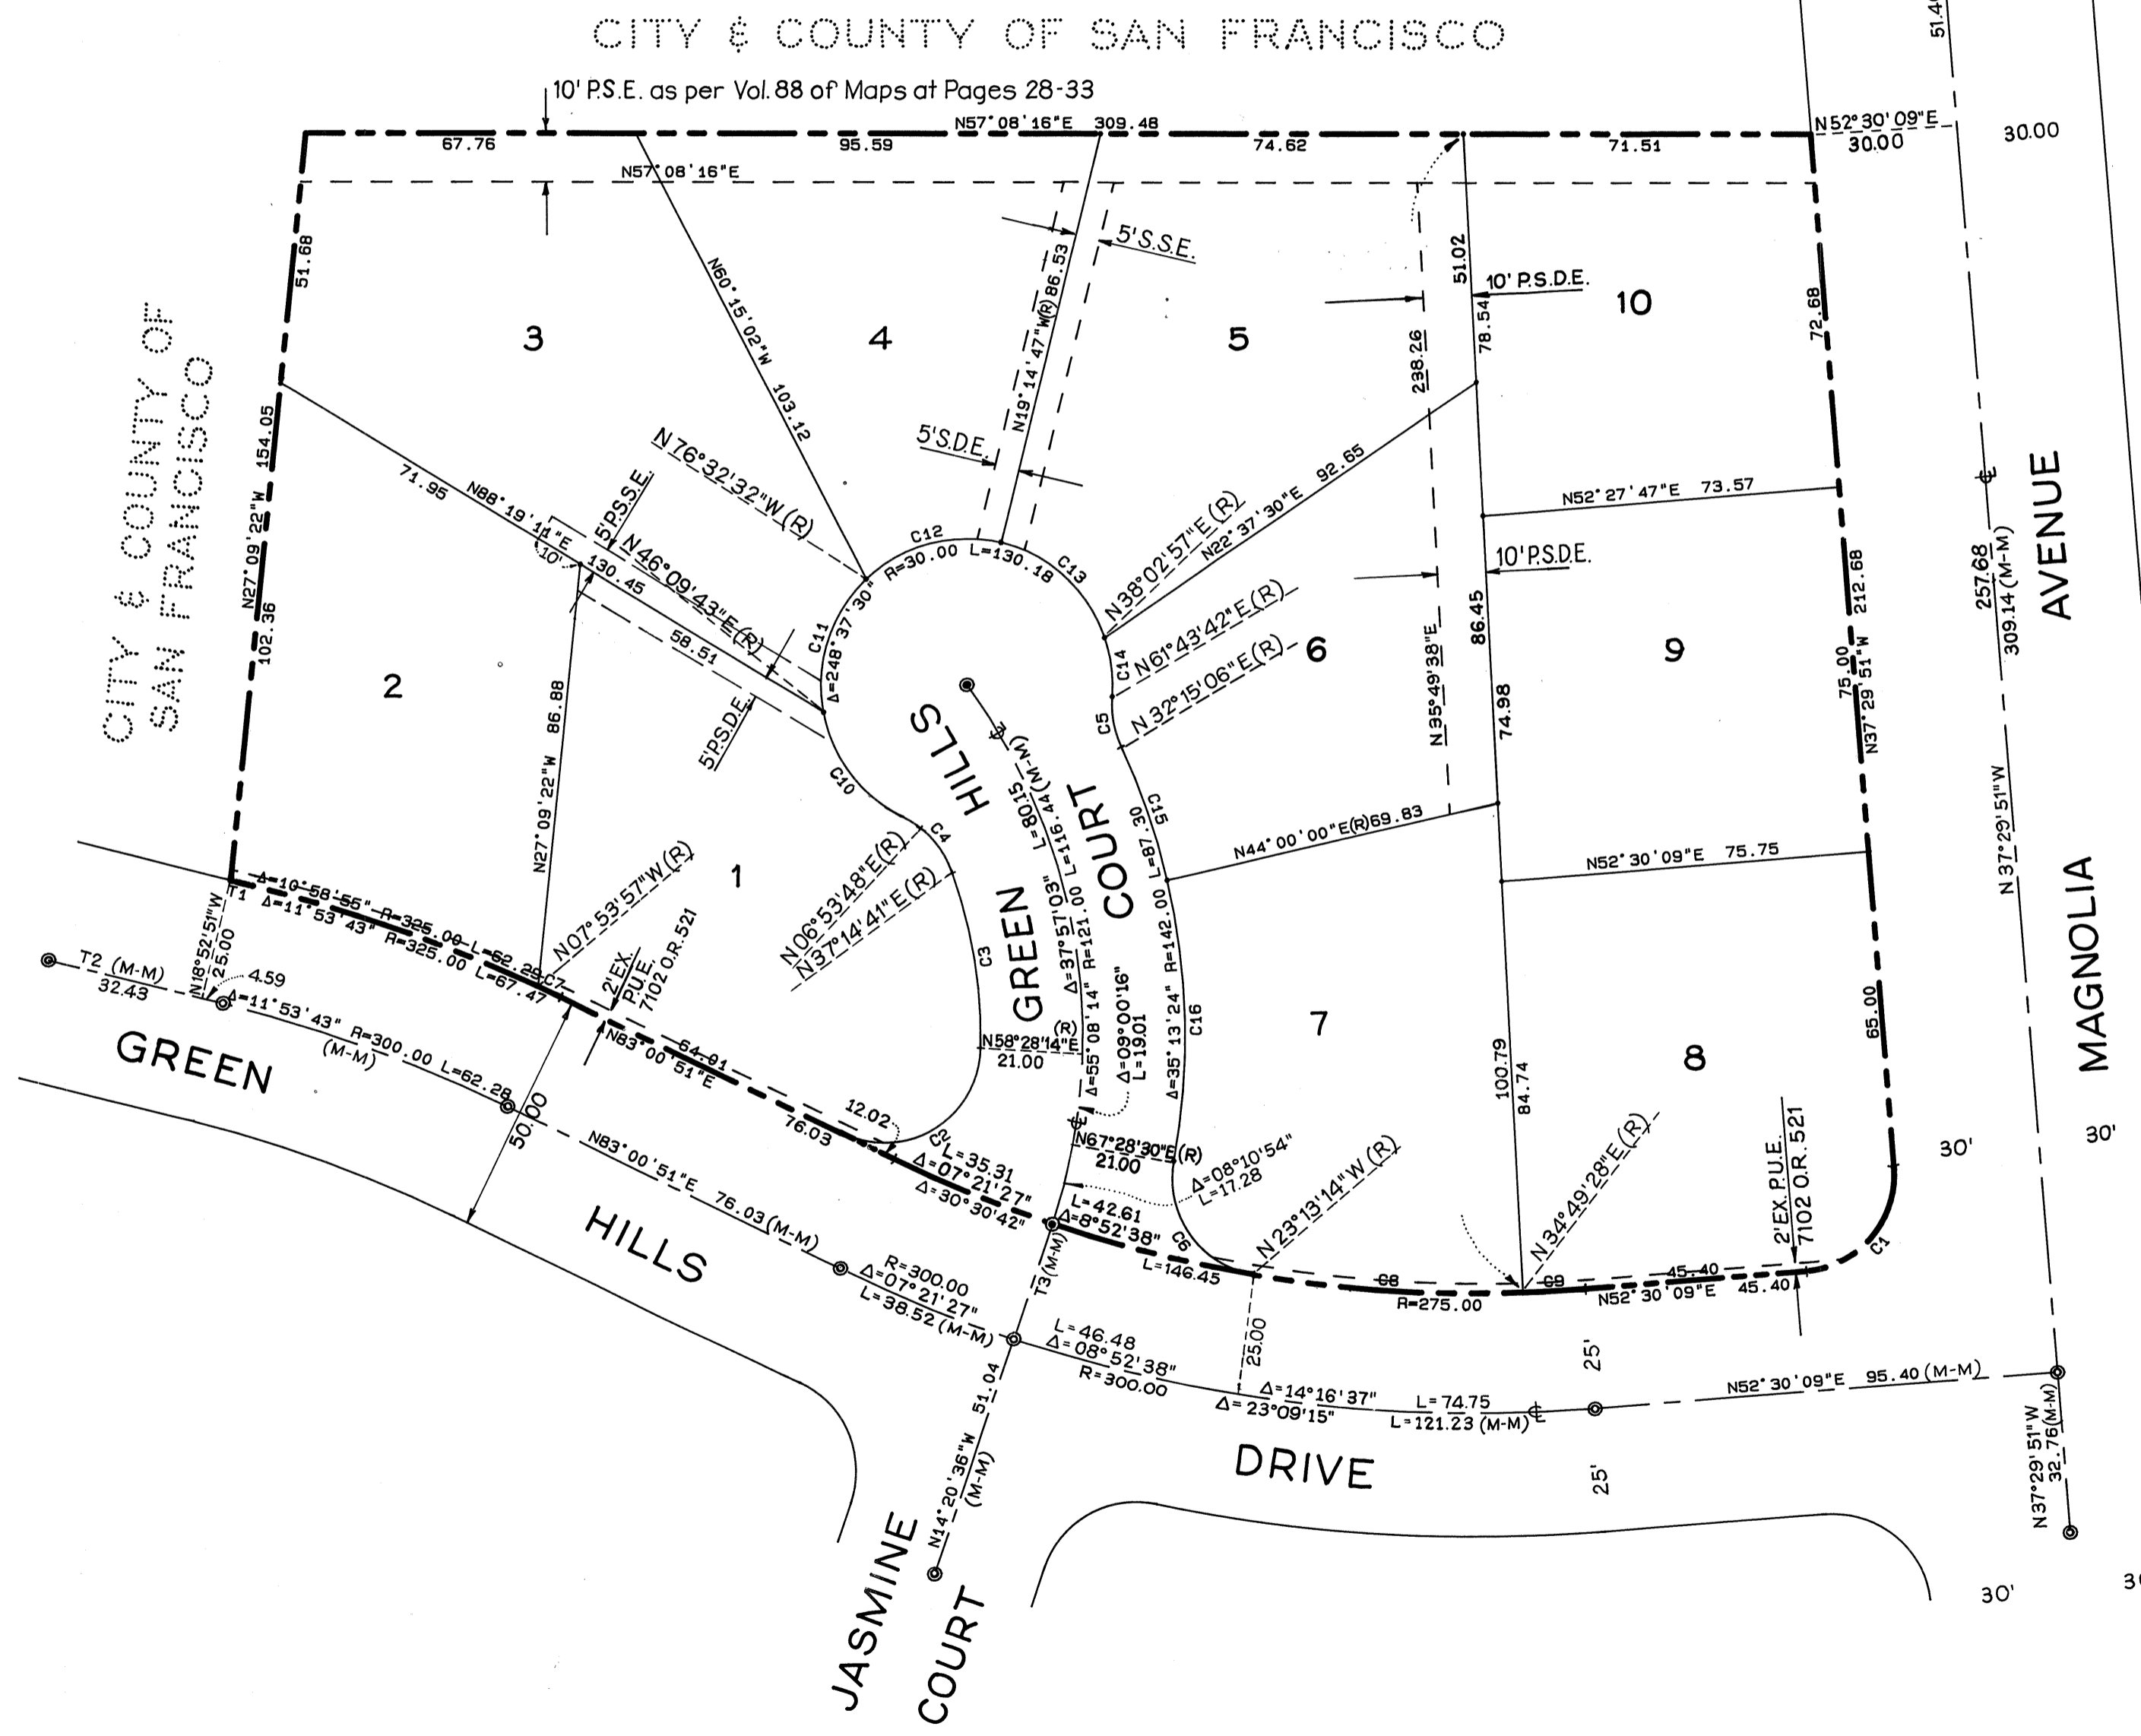 CITY & COUNTY OF SAN FRANCISCO
10' P.S.E. as per Vol. 88 of Maps at Pages 28-33
N57°08'16"E 309.48
67.76
95.59
74.62
71.51
N52°30'09"E
30.00
30.00
51.4
N57°08'16"E
51.68
3
4
5
10
N60°15'02"W 103.12
N19°14'47"W(R) 86.53
5'S.S.E.
5'S.D.E.
51.02
10' P.S.D.E.
78.54
238.26
72.68
CITY & COUNTY OF
SAN FRANCISCO
154.05
N27°09'22"W
102.36
71.95
N88°19'11"E
10'
130.45
58.51
5'P.S.S.E.
5'P.S.D.E.
N76°32'32"W(R)
N46°09'43"E(R)
C12
R=30.00 L=130.18
C13
C11
Δ=248°37'30"
C14
C5
C10
C4
N38°02'57"E(R)
N22°37'30"E 92.65
N61°43'42"E(R)
N32°15'06"E(R)
6
N52°27'47"E 73.57
10' P.S.D.E.
86.45
N35°49'38"E
74.98
9
75.00
212.68
N37°29'51"W
257.68
309.14 (M-M)
N37°29'51"W
MAGNOLIA
AVENUE
2
N27°09'22"W 86.88
1
N07°53'57"W(R)
N06°53'48"E(R)
N37°14'41"E(R)
2'EX.
P.U.E.
7102 O.R. 521
C3
GREEN
HILLS
COURT
L=80.15
L=116.44(M-M)
Δ=37°57'03"
Δ=55°08'14" R=121.00
C15
L=87.30
N44°00'00"E(R) 69.83
Δ=35°13'24" R=142.00
C16
7
N52°30'09"E 75.75
65.00
8
100.79
84.74
T1
Δ=10°58'55" R=325.00 L=62.29
Δ=11°53'43" R=325.00 L=67.47
C7
N18°52'51"W
25.00
T2 (M-M)
32.43
4.59
Δ=11°53'43" R=300.00 L=62.28
(M-M)
GREEN
50.00
64.01
N83°00'51"E
76.03
12.02
C2
N58°28'14"E
(R)
21.00
Δ=09°00'16"
L=19.01
N67°28'30"E(R)
21.00
Δ=08°10'54"
L=17.28
L=35.31
Δ=07°21'27"
Δ=30°30'42"
L=42.61
Δ=8°52'38"
L=146.45
C6
N23°13'14"W(R)
N34°49'28"E(R)
2'EX P.U.E.
7102 O.R. 521
30'
30'
C1
C8
R=275.00
C9
45.40
N52°30'09"E 45.40
N83°00'51"E 76.03(M-M)
HILLS
R=300.00
Δ=07°21'27"
L=38.52(M-M)
T3(M-M)
L=46.48
Δ=08°52'38"
R=300.00
25.00
Δ=14°16'37" L=74.75
Δ=23°09'15" L=121.23 (M-M)
25'
N52°30'09"E 95.40(M-M)
25'
N37°29'51"W
32.76(M-M)
DRIVE
N14°20'36"W 51.04
(M-M)
JASMINE
COURT
30'